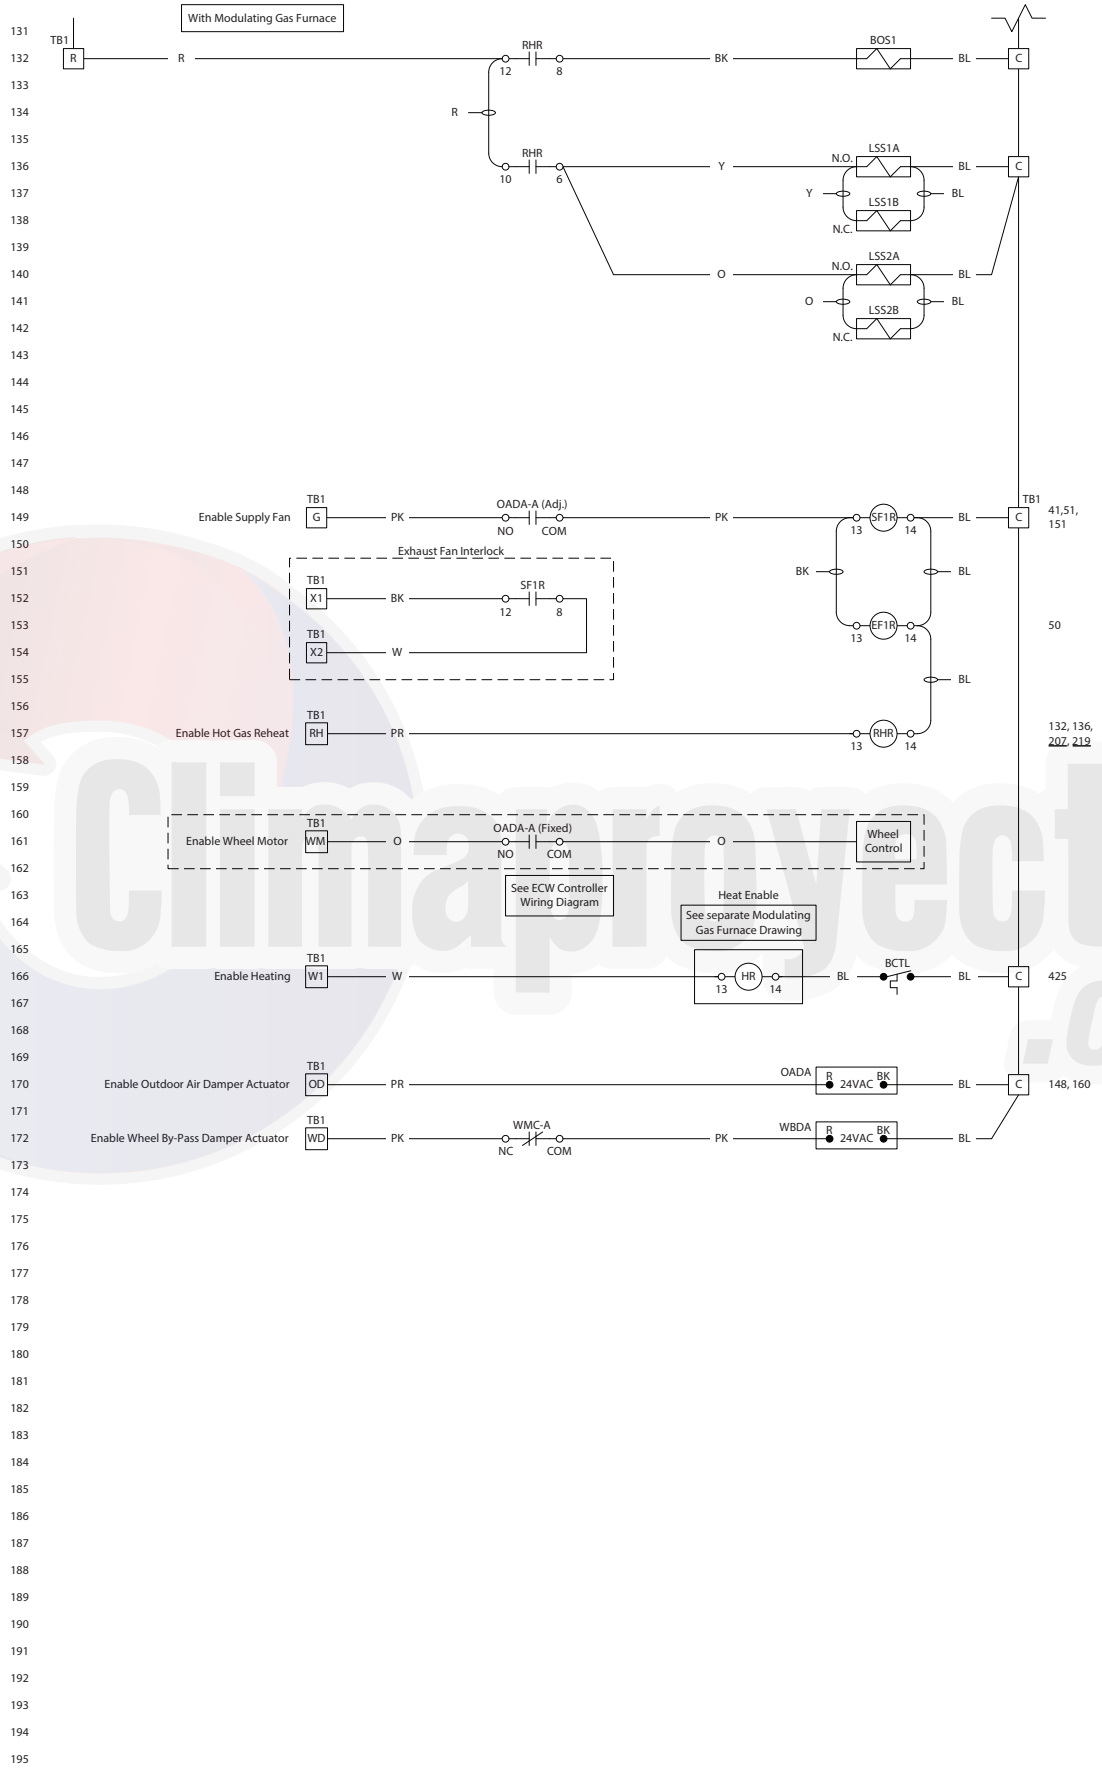 With Modulating Gas Furnace
131
TB1
132 R R 12 RHR 8 BK BOS1 BL C
133
134 R
135
136 10 RHR 6 Y N.O. LSS1A BL C
137 Y BL
138 N.C. LSS1B
139
140 O N.O. LSS2A BL
141 O BL
142 N.C. LSS2B
143
144
145
146
147
148
TB1 OADA-A (Adj.) TB1
149 Enable Supply Fan G PK NO COM PK 13 SF1R 14 BL C 41,51,
151
150
Exhaust Fan Interlock
151 BK BL
TB1 SF1R
152 X1 BK 12 8
153 13 EF1R 14 50
TB1
154 X2 W
155 BL
156
TB1
157 Enable Hot Gas Reheat RH PR 13 RHR 14 132, 136,
207, 219
158
159
160
TB1 OADA-A (Fixed)
161 Enable Wheel Motor WM O NO COM O Wheel
Control
162
163 See ECW Controller
Wiring Diagram
Heat Enable
164 See separate Modulating
Gas Furnace Drawing
165
TB1 BCTL
166 Enable Heating W1 W 13 HR 14 BL BL C 425
167
168
169
TB1
170 Enable Outdoor Air Damper Actuator OD PR OADA R 24VAC BK BL C 148, 160
171
TB1 WMC-A
172 Enable Wheel By-Pass Damper Actuator WD PK NC COM PK WBDA R 24VAC BK BL
173
174
175
176
177
178
179
180
181
182
183
184
185
186
187
188
189
190
191
192
193
194
195
Climaproyect
.c